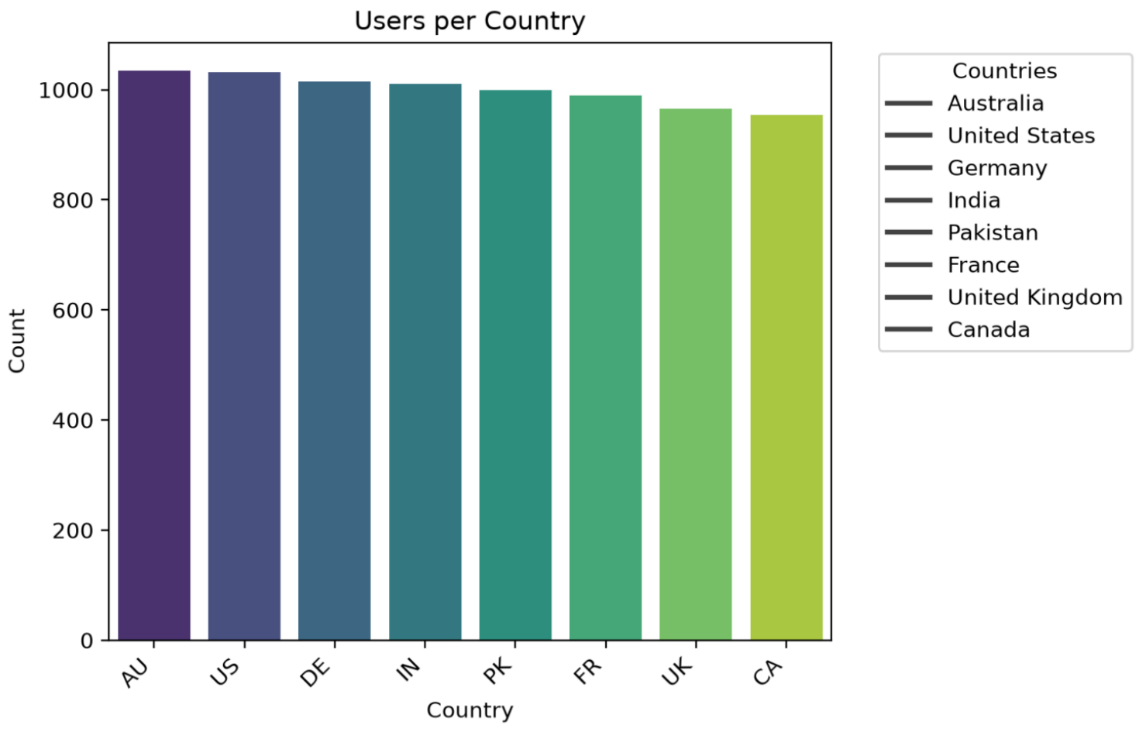 Users per Country
Count
1000
800
600
400
200
0
AU
US
DE
IN
PK
FR
UK
CA
Country
Countries
Australia
United States
Germany
India
Pakistan
France
United Kingdom
Canada